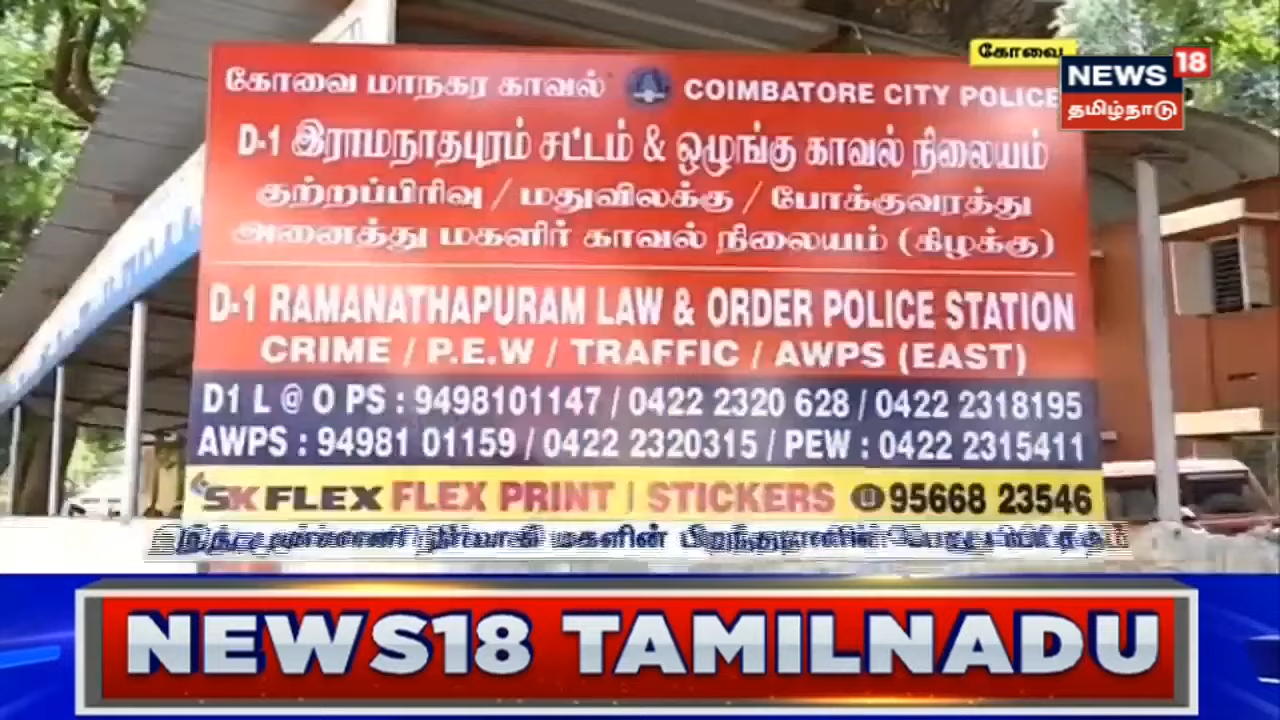 கோவை
NEWS 18
தமிழ்நாடு
கோவை மாநகர காவல் COIMBATORE CITY POLICE
D-1 இராமநாதபுரம் சட்டம் & ஒழுங்கு காவல் நிலையம்
குற்றப்பிரிவு / மதுவிலக்கு / போக்குவரத்து
அனைத்து மகளிர் காவல் நிலையம் (கிழக்கு)
D-1 RAMANATHAPURAM LAW & ORDER POLICE STATION
CRIME / P.E.W / TRAFFIC / AWPS (EAST)
D1 L @ O PS : 9498101147 / 0422 2320 628 / 0422 2318195
AWPS : 94981 01159 / 0422 2320315 / PEW : 0422 2315411
SK FLEX FLEX PRINT | STICKERS 95668 23546
மகளின்
NEWS18 TAMILNADU